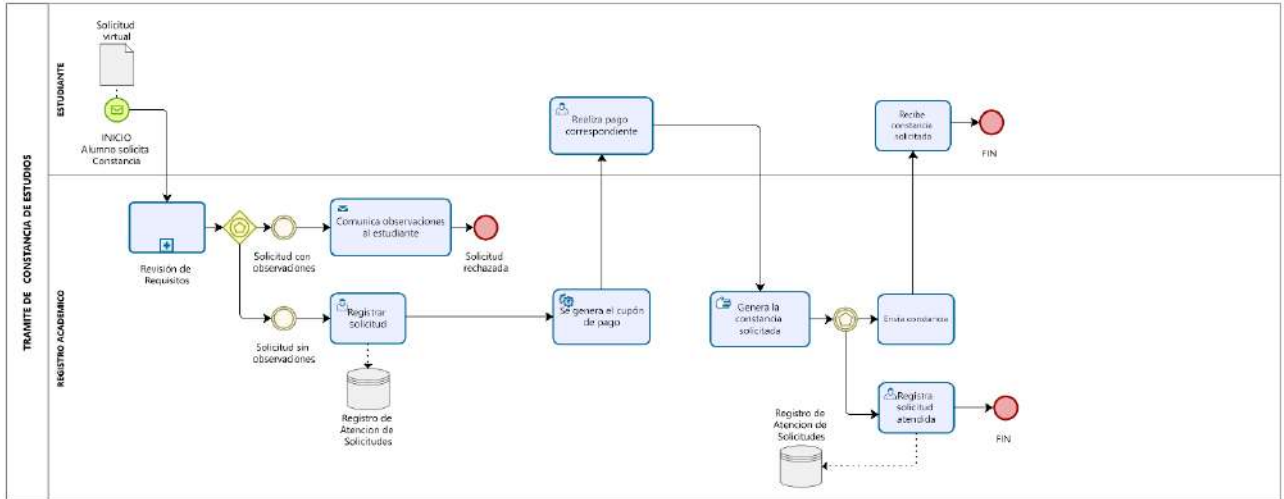 TRAMITE DE CONSTANCIA DE ESTUDIOS
ESTUDIANTE
Solicitud
virtual
INICIO
Alumno solicita
Constancia
Realiza pago
correspondiente
Recibe
constancia
solicitada
FIN
REGISTRO ACADEMICO
Revisión de
Requisitos
Solicitud con
observaciones
Comunica observaciones
al estudiante
Solicitud
rechazada
Solicitud sin
observaciones
Registrar
solicitud
Registro de
Atencion de
Solicitudes
Se genera el cupón
de pago
Genera la
constancia
solicitada
Envia constancia
Registra
solicitud
atendida
FIN
Registro de
Atencion de
Solicitudes